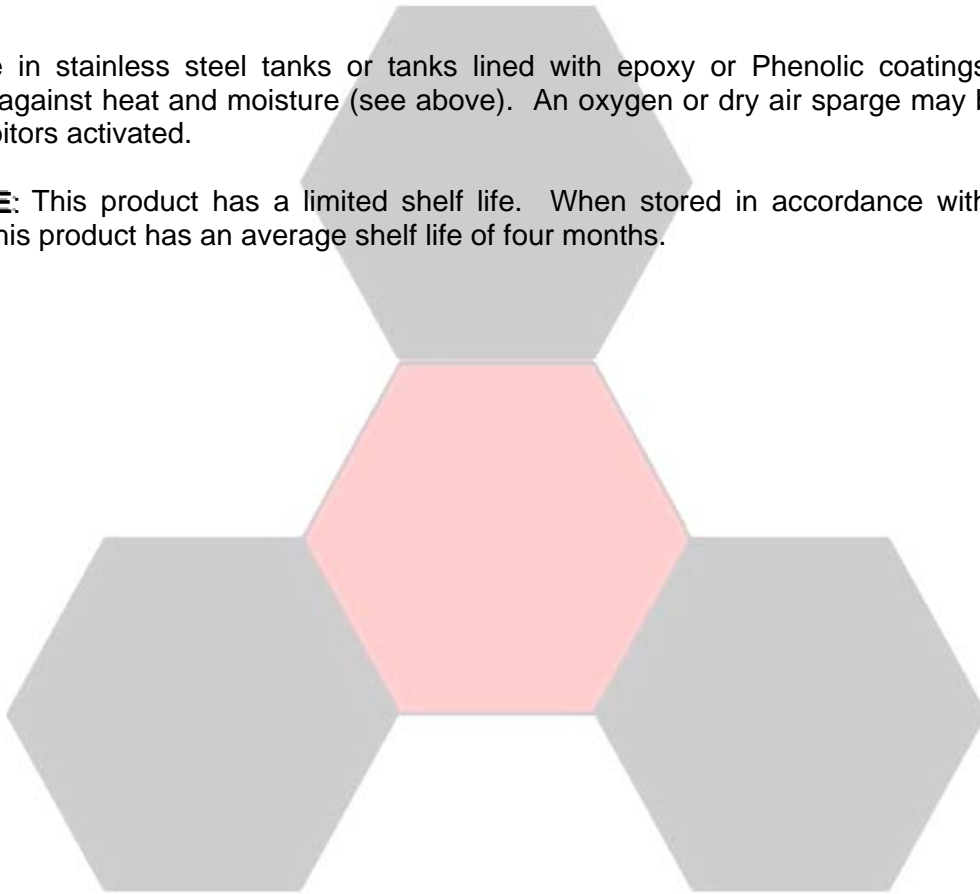 e in stainless steel tanks or tanks lined with epoxy or Phenolic coatings
against heat and moisture (see above). An oxygen or dry air sparge may b
bitors activated.
E: This product has a limited shelf life. When stored in accordance with
his product has an average shelf life of four months.